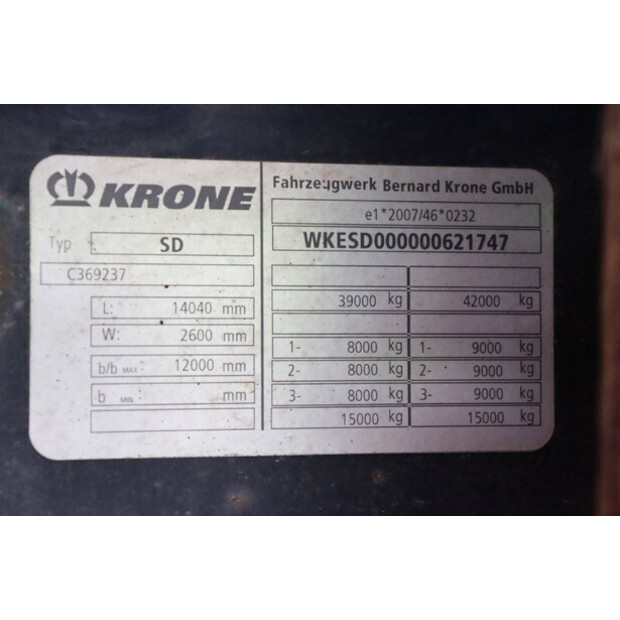 KRONE
Typ SD
C369237
L: 14040 mm
W: 2600 mm
b/b MAX 12000 mm
b MIN mm
Fahrzeugwerk Bernard Krone GmbH
e1*2007/46*0232
WKESD000000621747
39000 kg 42000 kg
1- 8000 kg 1- 9000 kg
2- 8000 kg 2- 9000 kg
3- 8000 kg 3- 9000 kg
15000 kg 15000 kg